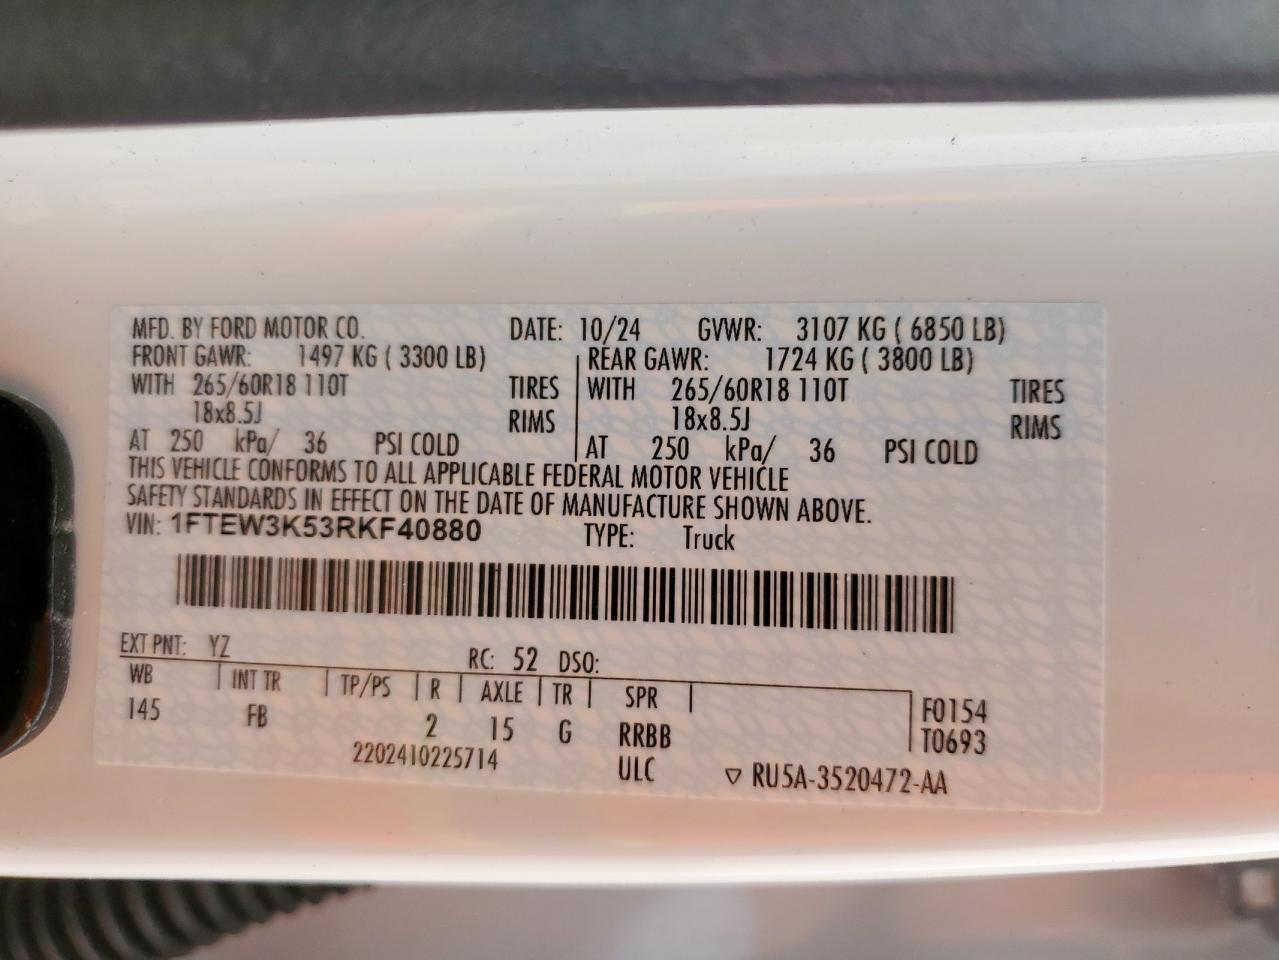 MFD. BY FORD MOTOR CO. DATE: 10/24 GVWR: 3107 KG ( 6850 LB)
FRONT GAWR: 1497 KG ( 3300 LB) REAR GAWR: 1724 KG ( 3800 LB)
WITH 265/60R18 110T TIRES WITH 265/60R18 110T TIRES
18x8.5J RIMS 18x8.5J RIMS
AT 250 kPa/ 36 PSI COLD AT 250 kPa/ 36 PSI COLD
THIS VEHICLE CONFORMS TO ALL APPLICABLE FEDERAL MOTOR VEHICLE
SAFETY STANDARDS IN EFFECT ON THE DATE OF MANUFACTURE SHOWN ABOVE.
VIN: 1FTEW3K53RKF40880 TYPE: Truck
EXT PNT: YZ RC: 52 DSO:
WB INT TR TP/PS R AXLE TR SPR F0154
145 FB 2 15 G RRBB T0693
2202410225714 ULC ▽ RU5A-3520472-AA